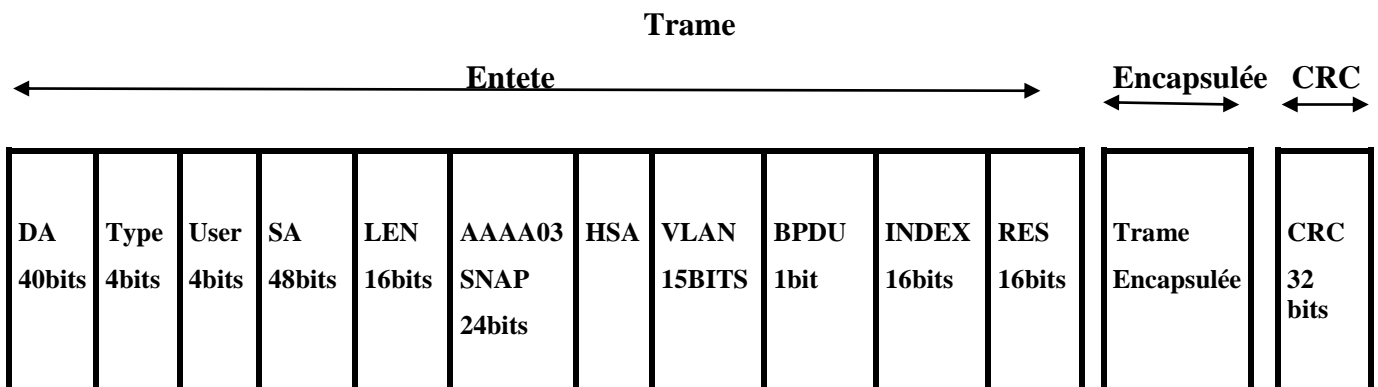 Trame
Entete
Encapsulée
CRC
DA
40bits
Type
4bits
User
4bits
SA
48bits
LEN
16bits
AAAA03
SNAP
24bits
HSA
VLAN
15BITS
BPDU
1bit
INDEX
16bits
RES
16bits
Trame
Encapsulée
CRC
32
bits